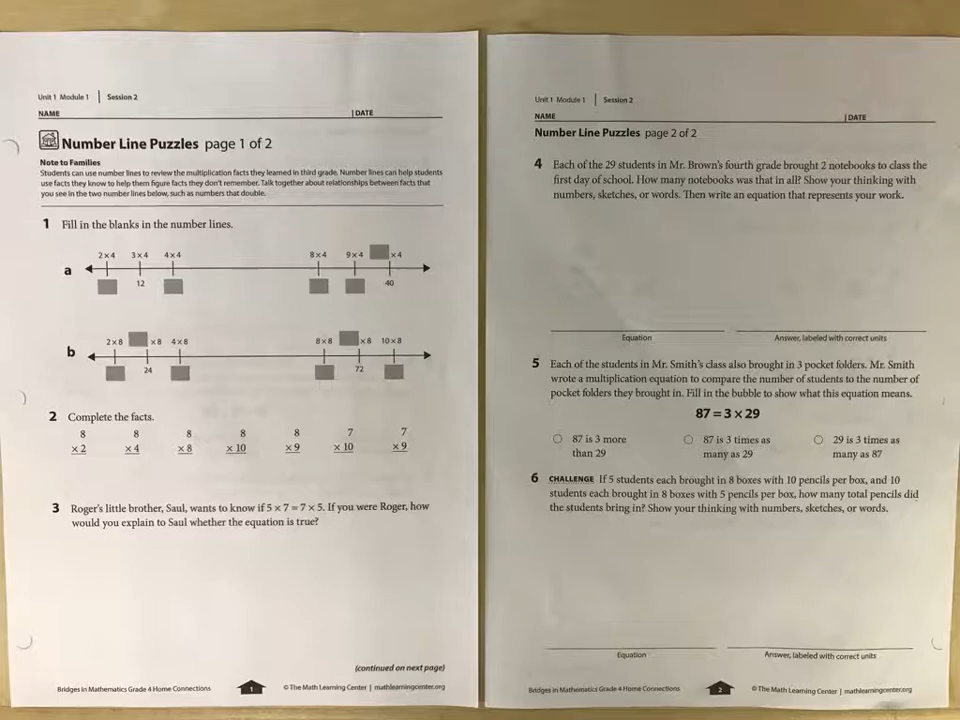 Unit 1 Module 1 | Session 2
NAME | DATE
Number Line Puzzles page 1 of 2
Note to Families
Students can use number lines to review the multiplication facts they learned in third grade. Number lines can help students
use facts they know to help them figure facts they don't remember. Talk together about relationships between facts that
you see in the two number lines below, such as numbers that double.
1 Fill in the blanks in the number lines.
2 x 4 3 x 4 4 x 4 8 x 4 9 x 4 x 4
a
12 40
2 x 8 x 8 4 x 8 8 x 8 x 8 10 x 8
b
24 72
2 Complete the facts.
8 8 8 8 8 7 7
x 2 x 4 x 8 x 10 x 9 x 10 x 9
3 Roger's little brother, Saul, wants to know if 5 x 7 = 7 x 5. If you were Roger, how
would you explain to Saul whether the equation is true?
(continued on next page)
Bridges in Mathematics Grade 4 Home Connections 1 © The Math Learning Center | mathlearningcenter.org
Unit 1 Module 1 | Session 2
NAME | DATE
Number Line Puzzles page 2 of 2
4 Each of the 29 students in Mr. Brown's fourth grade brought 2 notebooks to class the
first day of school. How many notebooks was that in all? Show your thinking with
numbers, sketches, or words. Then write an equation that represents your work.
Equation Answer, labeled with correct units
5 Each of the students in Mr. Smith's class also brought in 3 pocket folders. Mr. Smith
wrote a multiplication equation to compare the number of students to the number of
pocket folders they brought in. Fill in the bubble to show what this equation means.
87 = 3 x 29
87 is 3 more 87 is 3 times as 29 is 3 times as
than 29 many as 29 many as 87
6 CHALLENGE If 5 students each brought in 8 boxes with 10 pencils per box, and 10
students each brought in 8 boxes with 5 pencils per box, how many total pencils did
the students bring in? Show your thinking with numbers, sketches, or words.
Equation Answer, labeled with correct units
Bridges in Mathematics Grade 4 Home Connections 2 © The Math Learning Center | mathlearningcenter.org